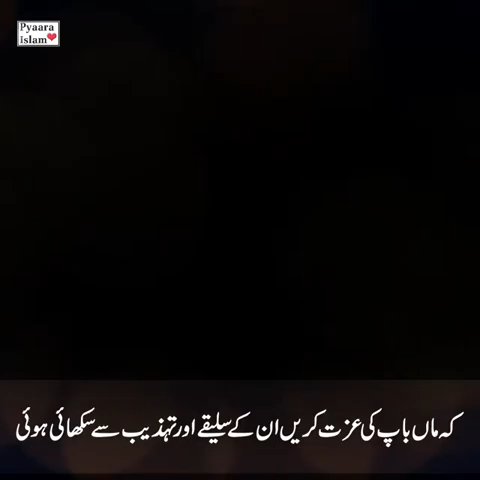 Pyaara
islam
کہ ماں باپ کی عزت کریں ان کے سلیقے اور تہذیب سے سکھائی ہوئی